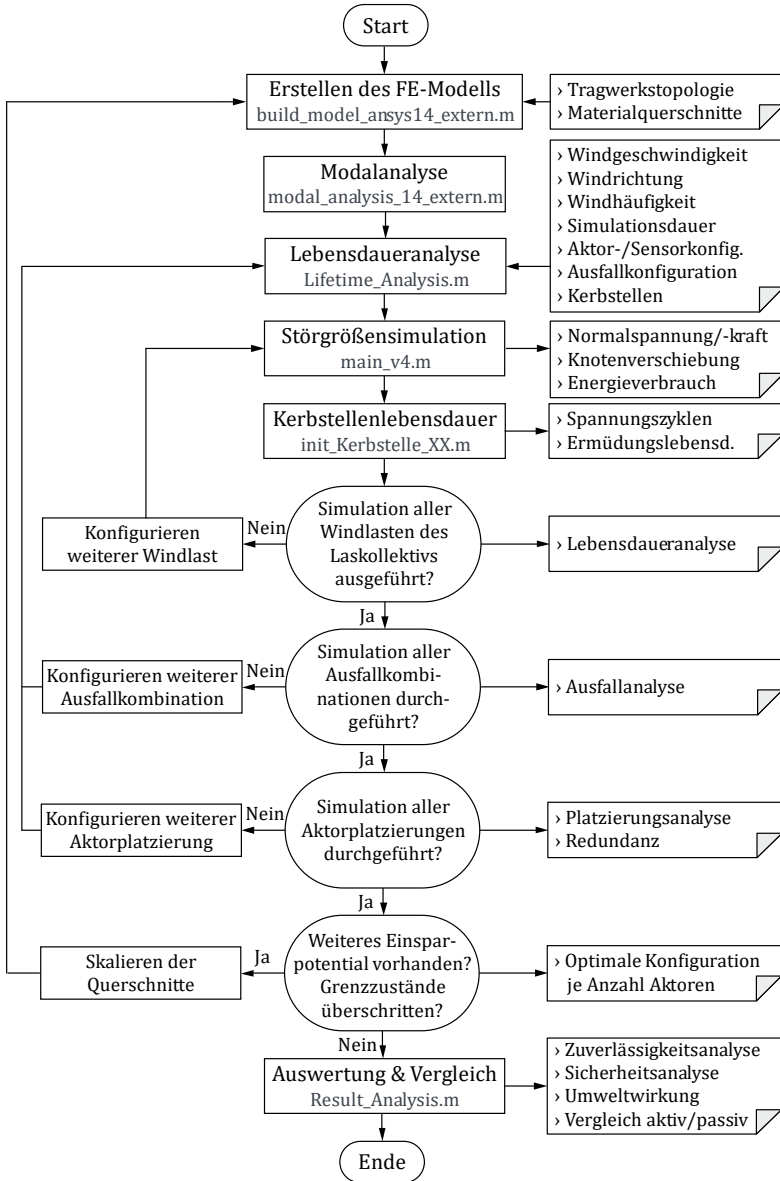 Start
Erstellen des FE-Modells
build_model_ansys14_extern.m
› Tragwerkstopologie
› Materialquerschnitte
Modalanalyse
modal_analysis_14_extern.m
› Windgeschwindigkeit
› Windrichtung
› Windhäufigkeit
› Simulationsdauer
› Aktor-/Sensorkonfig.
› Ausfallkonfiguration
› Kerbstellen
Lebensdaueranalyse
Lifetime_Analysis.m
Störgrößensimulation
main_v4.m
› Normalspannung/-kraft
› Knotenverschiebung
› Energieverbrauch
Kerbstellenlebensdauer
init_Kerbstelle_XX.m
› Spannungszyklen
› Ermüdungslebensd.
Simulation aller
Windlasten des
Laskollektivs
ausgeführt?
Nein
Konfigurieren
weiterer Windlast
› Lebensdaueranalyse
Ja
Simulation aller
Ausfallkombi-
nationen durch-
geführt?
Nein
Konfigurieren weiterer
Ausfallkombination
› Ausfallanalyse
Ja
Simulation aller
Aktorplatzierungen
durchgeführt?
Nein
Konfigurieren weiterer
Aktorplatzierung
› Platzierungsanalyse
› Redundanz
Ja
Weiteres Einspar-
potential vorhanden?
Grenzzustände
überschritten?
Ja
Skalieren der
Querschnitte
› Optimale Konfiguration
je Anzahl Aktoren
Nein
Auswertung & Vergleich
Result_Analysis.m
› Zuverlässigkeitsanalyse
› Sicherheitsanalyse
› Umweltwirkung
› Vergleich aktiv/passiv
Ende